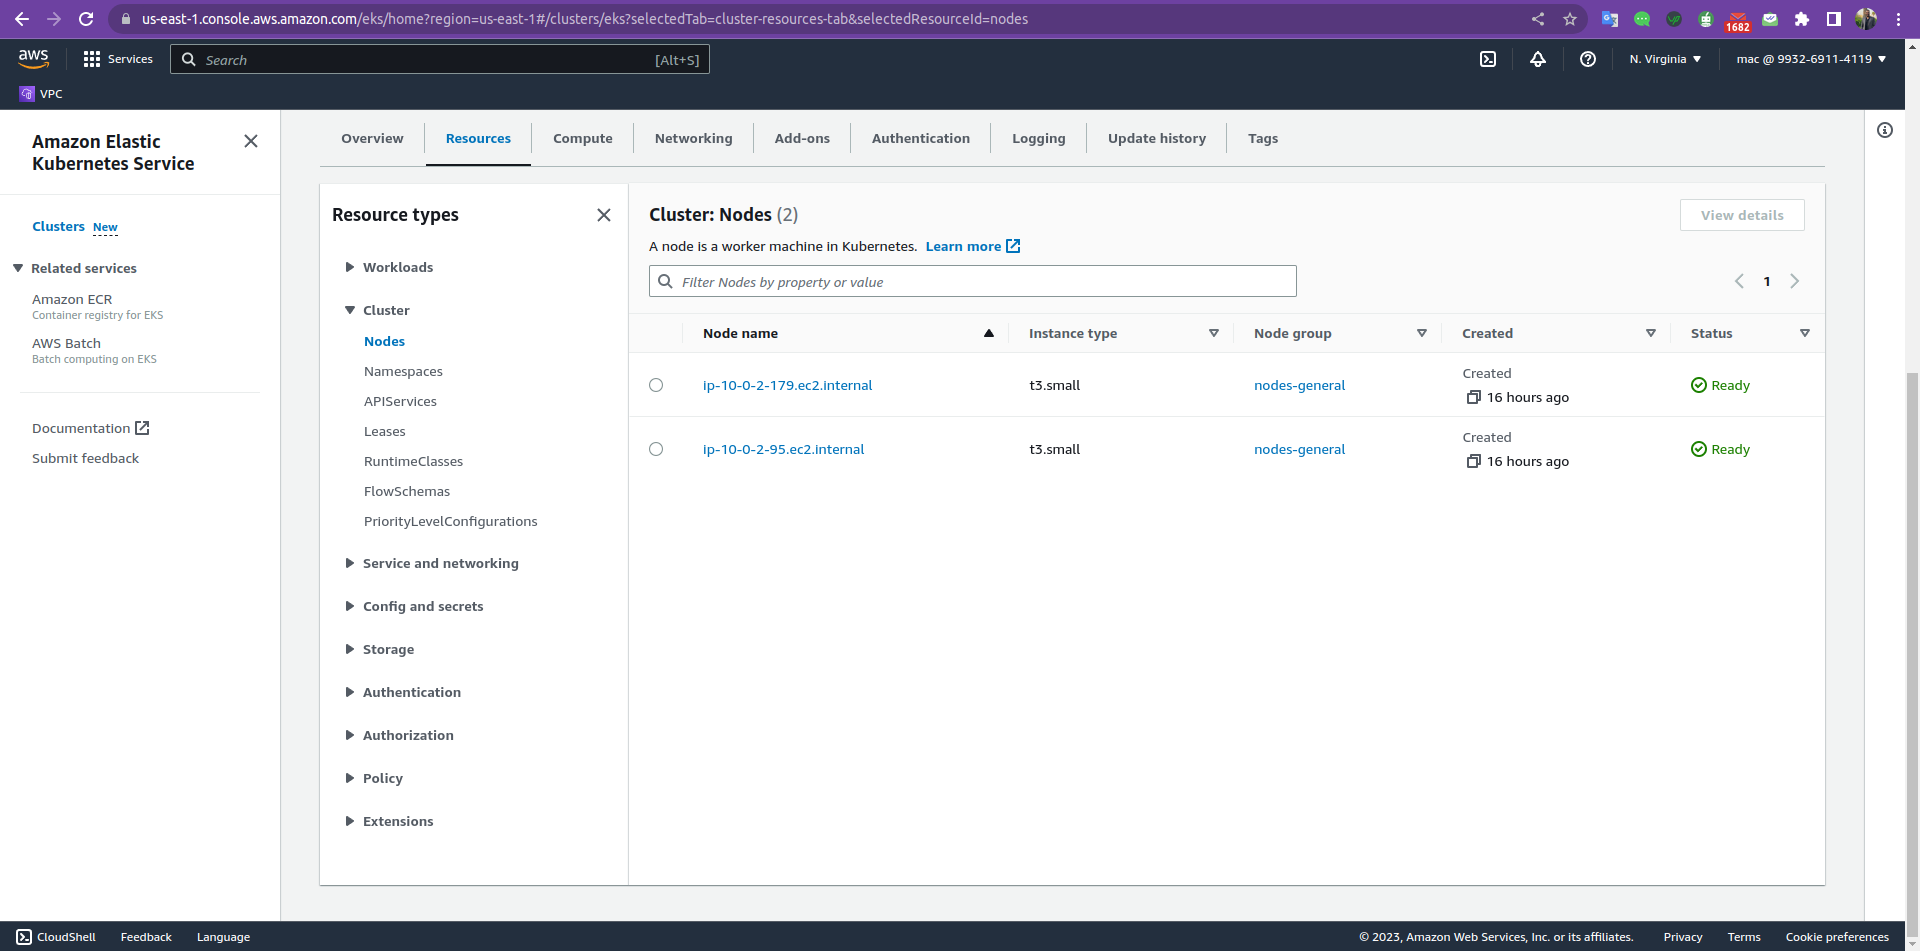 us-east-1.console.aws.amazon.com/eks/home?region=us-east-1#/clusters/eks?selectedTab=cluster-resources-tab&selectedResourceId=nodes
1682
aws
Services
Search
[Alt+S]
N. Virginia
mac @ 9932-6911-4119
VPC
Amazon Elastic
Kubernetes Service
Clusters New
Related services
Amazon ECR
Container registry for EKS
AWS Batch
Batch computing on EKS
Documentation
Submit feedback
Overview
Resources
Compute
Networking
Add-ons
Authentication
Logging
Update history
Tags
Resource types
Workloads
Cluster
Nodes
Namespaces
APIServices
Leases
RuntimeClasses
FlowSchemas
PriorityLevelConfigurations
Service and networking
Config and secrets
Storage
Authentication
Authorization
Policy
Extensions
Cluster: Nodes (2)
View details
A node is a worker machine in Kubernetes. Learn more
Filter Nodes by property or value
1
Node name Instance type Node group Created Status
ip-10-0-2-179.ec2.internal t3.small nodes-general Created
16 hours ago Ready
ip-10-0-2-95.ec2.internal t3.small nodes-general Created
16 hours ago Ready
CloudShell
Feedback
Language
© 2023, Amazon Web Services, Inc. or its affiliates.
Privacy
Terms
Cookie preferences